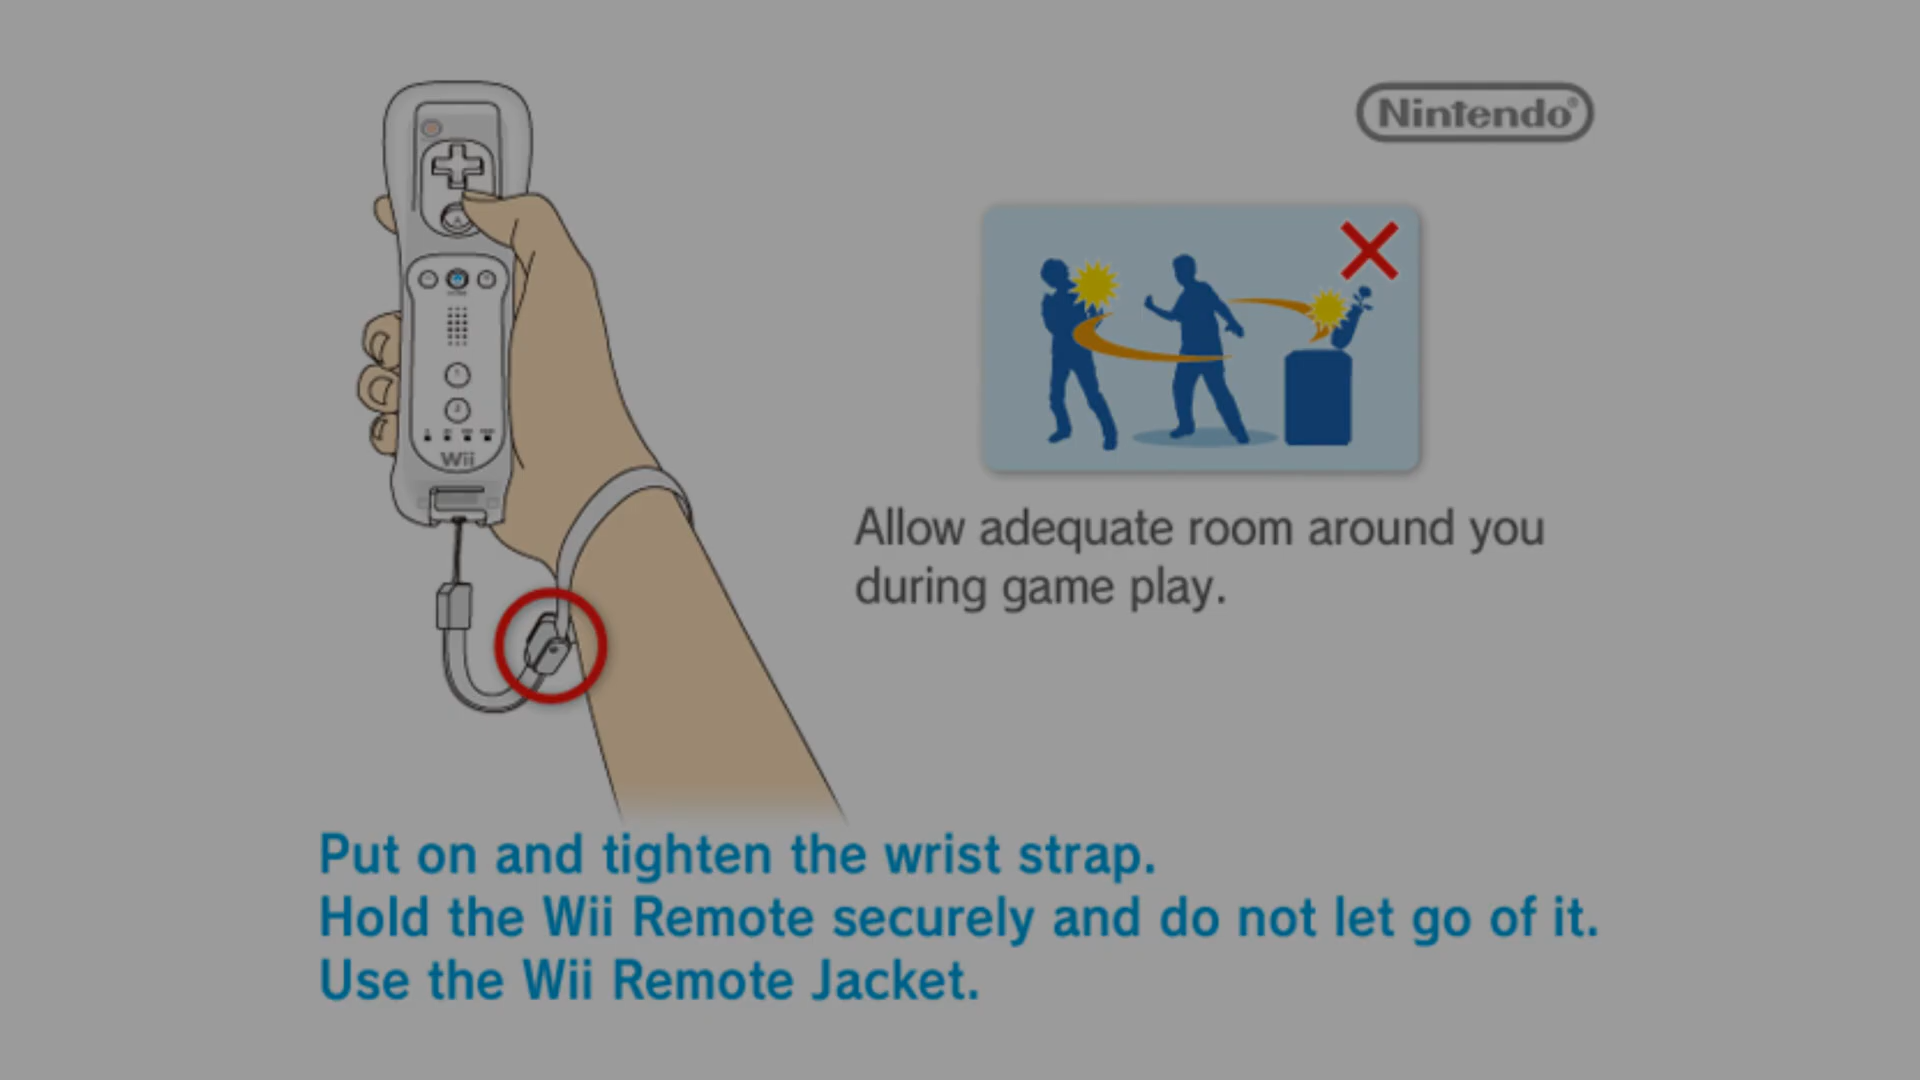 Nintendo®
Allow adequate room around you
during game play.
Wii
Put on and tighten the wrist strap.
Hold the Wii Remote securely and do not let go of it.
Use the Wii Remote Jacket.